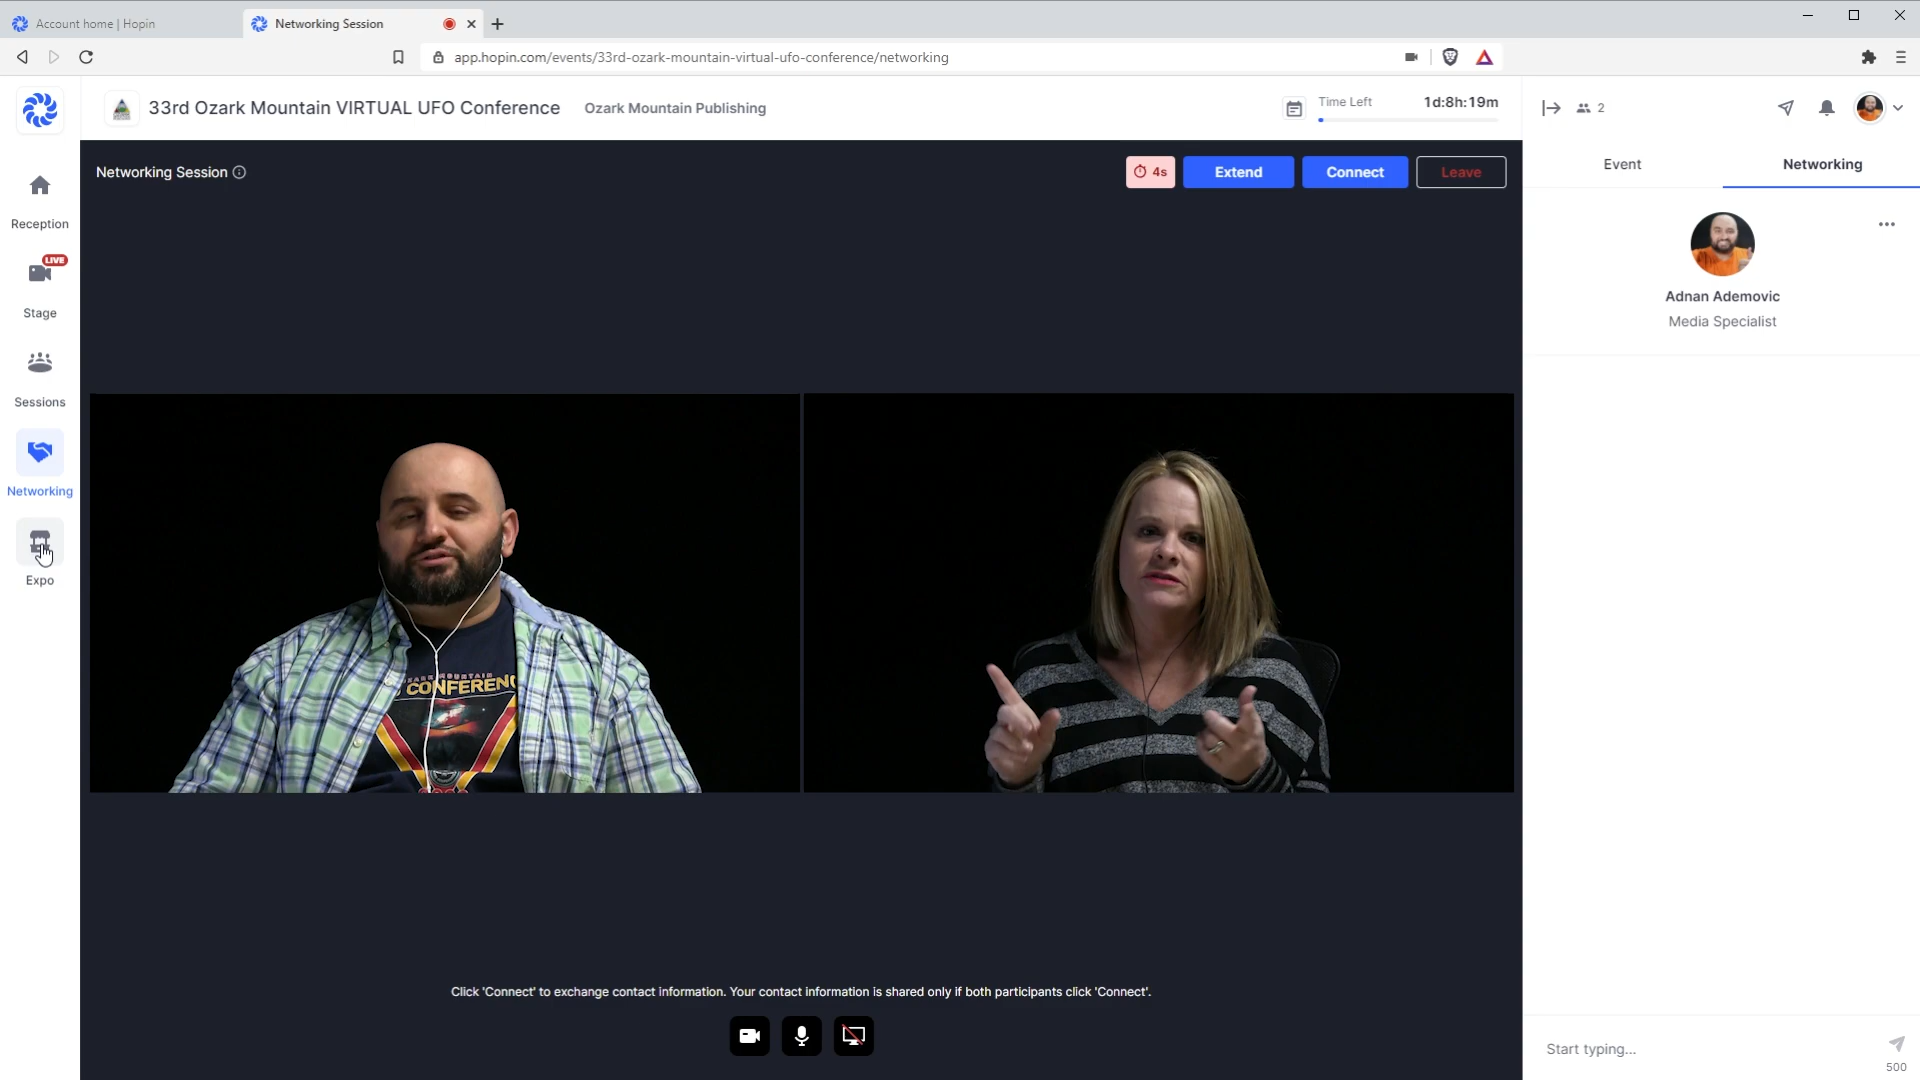 Account home | Hopin
Networking Session
app.hopin.com/events/33rd-ozark-mountain-virtual-ufo-conference/networking
33rd Ozark Mountain VIRTUAL UFO Conference
Ozark Mountain Publishing
Time Left
1d:8h:19m
2
Reception
LIVE
Stage
Sessions
Networking
Expo
Networking Session
4s
Extend
Connect
Leave
Event
Networking
Adnan Ademovic
Media Specialist
CONFEREN
Click 'Connect' to exchange contact information. Your contact information is shared only if both participants click 'Connect'.
Start typing...
500